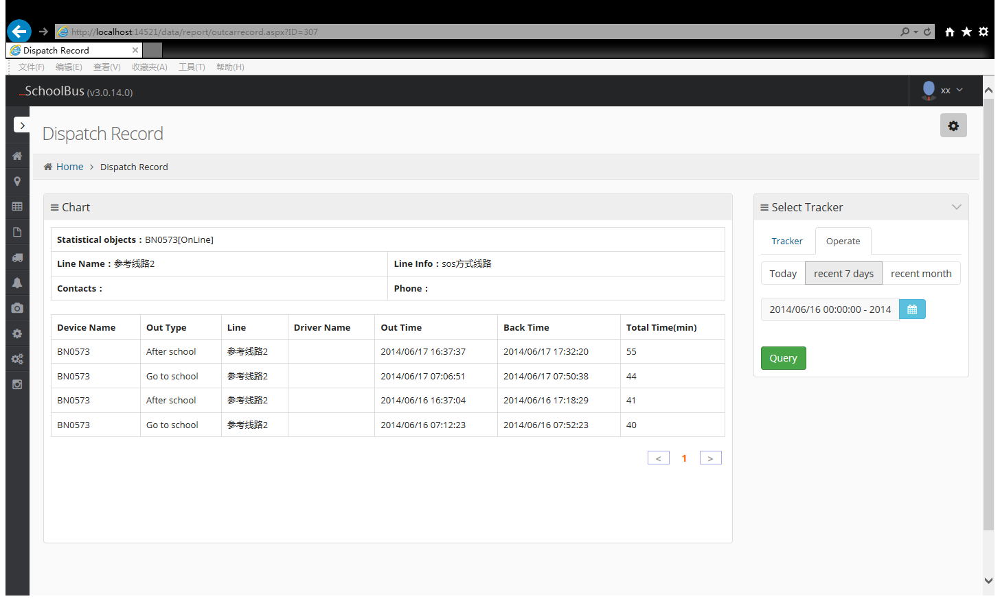 http://localhost:14521/data/report/outcarrecord.aspx?ID=307
Dispatch Record
文件(F) 编辑(E) 查看(V) 收藏夹(A) 工具(T) 帮助(H)
...SchoolBus (v3.0.14.0)
xx
Dispatch Record
Home > Dispatch Record
Chart
Statistical objects：BN0573[OnLine]
Line Name：参考线路2 Line Info：sos方式线路
Contacts： Phone：
Device Name Out Type Line Driver Name Out Time Back Time Total Time(min)
BN0573 After school 参考线路2 2014/06/17 16:37:37 2014/06/17 17:32:20 55
BN0573 Go to school 参考线路2 2014/06/17 07:06:51 2014/06/17 07:50:38 44
BN0573 After school 参考线路2 2014/06/16 16:37:04 2014/06/16 17:18:29 41
BN0573 Go to school 参考线路2 2014/06/16 07:12:23 2014/06/16 07:52:23 40
< 1 >
Select Tracker
Tracker Operate
Today recent 7 days recent month
2014/06/16 00:00:00 - 2014
Query